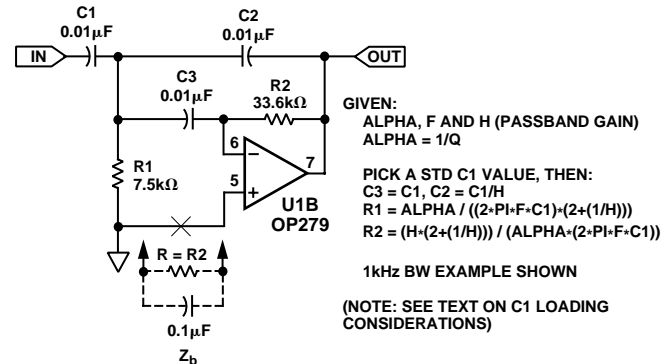 C1
0.01µF
C2
0.01µF
IN
OUT
C3
0.01µF
R2
33.6kΩ
R1
7.5kΩ
6
7
5
U1B
OP279
R = R2
0.1µF
Zb
GIVEN:
ALPHA, F AND H (PASSBAND GAIN)
ALPHA = 1/Q
PICK A STD C1 VALUE, THEN:
C3 = C1, C2 = C1/H
R1 = ALPHA / ((2*PI*F*C1)*(2+(1/H)))
R2 = (H*(2+(1/H))) / (ALPHA*(2*PI*F*C1))
1kHz BW EXAMPLE SHOWN
(NOTE: SEE TEXT ON C1 LOADING
CONSIDERATIONS)